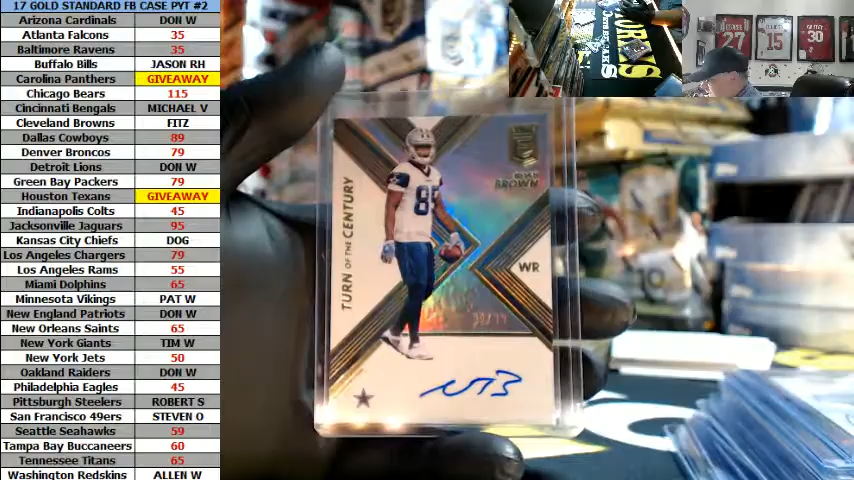 17 GOLD STANDARD FB CASE PYT #2
Arizona Cardinals DON W
Atlanta Falcons 35
Baltimore Ravens 35
Buffalo Bills JASON RH
Carolina Panthers GIVEAWAY
Chicago Bears 115
Cincinnati Bengals MICHAEL V
Cleveland Browns FITZ
Dallas Cowboys 89
Denver Broncos 79
Detroit Lions DON W
Green Bay Packers 79
Houston Texans GIVEAWAY
Indianapolis Colts 45
Jacksonville Jaguars 95
Kansas City Chiefs DOG
Los Angeles Chargers 79
Los Angeles Rams 55
Miami Dolphins 65
Minnesota Vikings PAT W
New England Patriots DON W
New Orleans Saints 65
New York Giants TIM W
New York Jets 50
Oakland Raiders DON W
Philadelphia Eagles 45
Pittsburgh Steelers ROBERT S
San Francisco 49ers STEVEN O
Seattle Seahawks 59
Tampa Bay Buccaneers 60
Tennessee Titans 65
Washington Redskins ALLEN W
TURN OF THE CENTURY
BROWN
WR
8
27
15
30
10